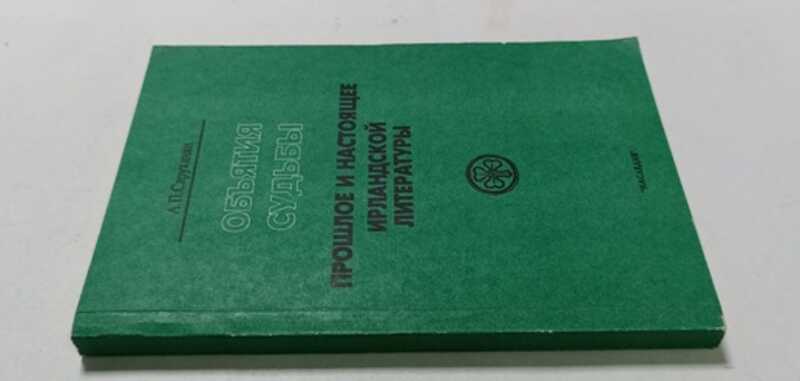 А.П.Саруханян
ОБЪЯТИЯ
СУДЬБЫ
ПРОШЛОЕ И НАСТОЯЩЕЕ
ИРЛАНДСКОЙ
ЛИТЕРАТУРЫ
"НАСЛЕДИЕ"